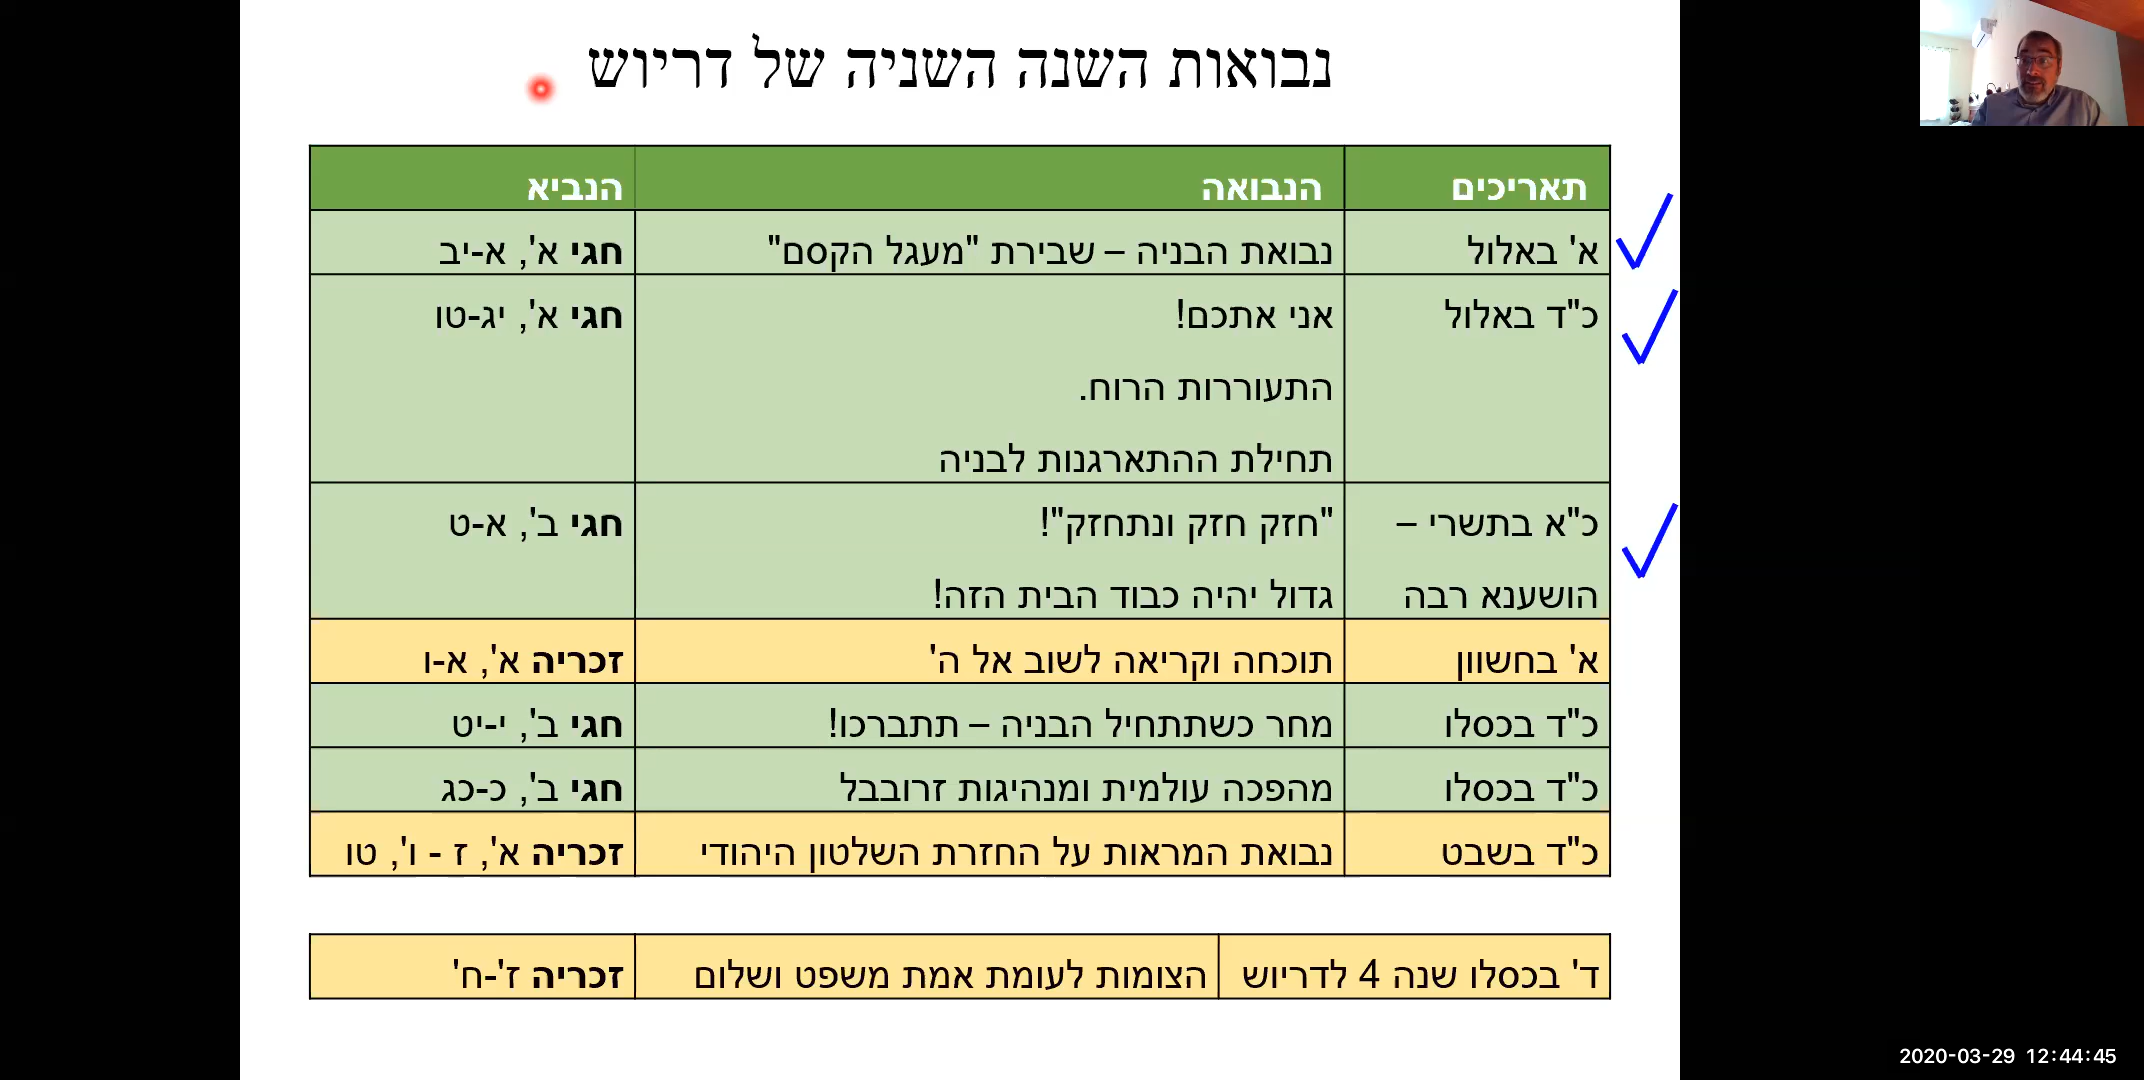 נבואות השנה השניה של דריוש
תאריכים הנבואה הנביא
א' באלול נבואת הבניה – שבירת "מעגל הקסם" חגי א', א-יב
כ"ד באלול אני אתכם! חגי א', יג-טו
התעוררות הרוח.
תחילת ההתארגנות לבניה
כ"א בתשרי – "חזק חזק ונתחזק"! חגי ב', א-ט
הושענא רבה גדול יהיה כבוד הבית הזה!
א' בחשוון תוכחה וקריאה לשוב אל ה' זכריה א', א-ו
כ"ד בכסלו מחר כשתתחיל הבניה – תתברכו! חגי ב', י-יט
כ"ד בכסלו מהפכה עולמית ומנהיגות זרובבל חגי ב', כ-כג
כ"ד בשבט נבואת המראות על החזרת השלטון היהודי זכריה א', ז - ו', טו
ד' בכסלו שנה 4 לדריוש הצומות לעומת אמת משפט ושלום זכריה ז'-ח'
2020-03-29 12:44:45